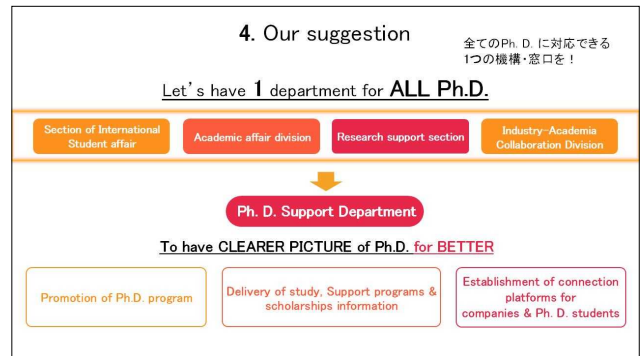 4. Our suggestion
全てのPh. D. に対応できる
1つの機構・窓口を！
Let's have 1 department for ALL Ph.D.
Section of International
Student affair
Academic affair division
Research support section
Industry-Academia
Collaboration Division
Ph. D. Support Department
To have CLEARER PICTURE of Ph.D. for BETTER
Promotion of Ph.D. program
Delivery of study, Support programs &
scholarships information
Establishment of connection
platforms for
companies & Ph. D. students